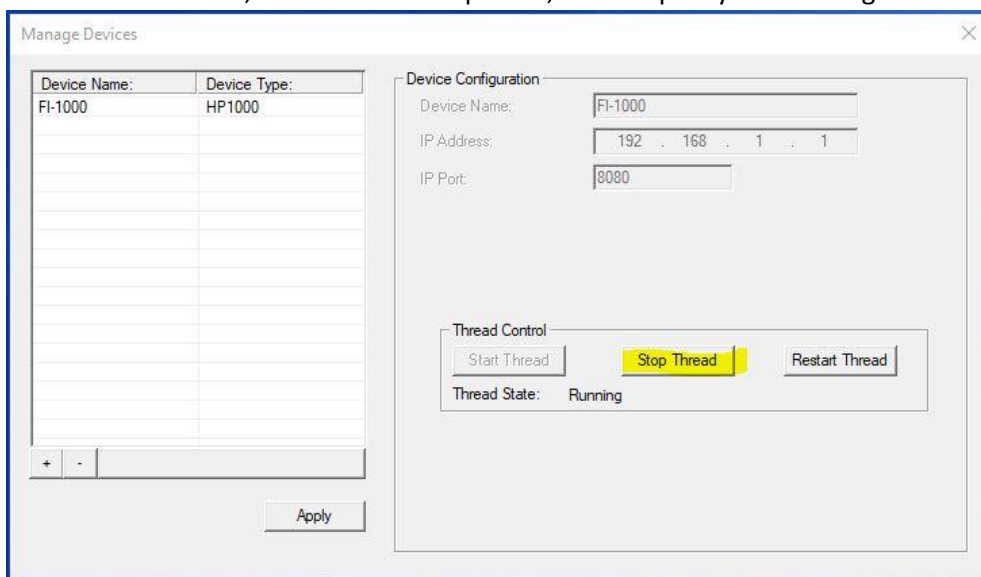 Manage Devices
Device Name: Device Type:
FI-1000 HP1000
+ -
Apply
Device Configuration
Device Name: FI-1000
IP Address: 192 . 168 . 1 . 1
IP Port: 8080
Thread Control
Start Thread Stop Thread Restart Thread
Thread State: Running